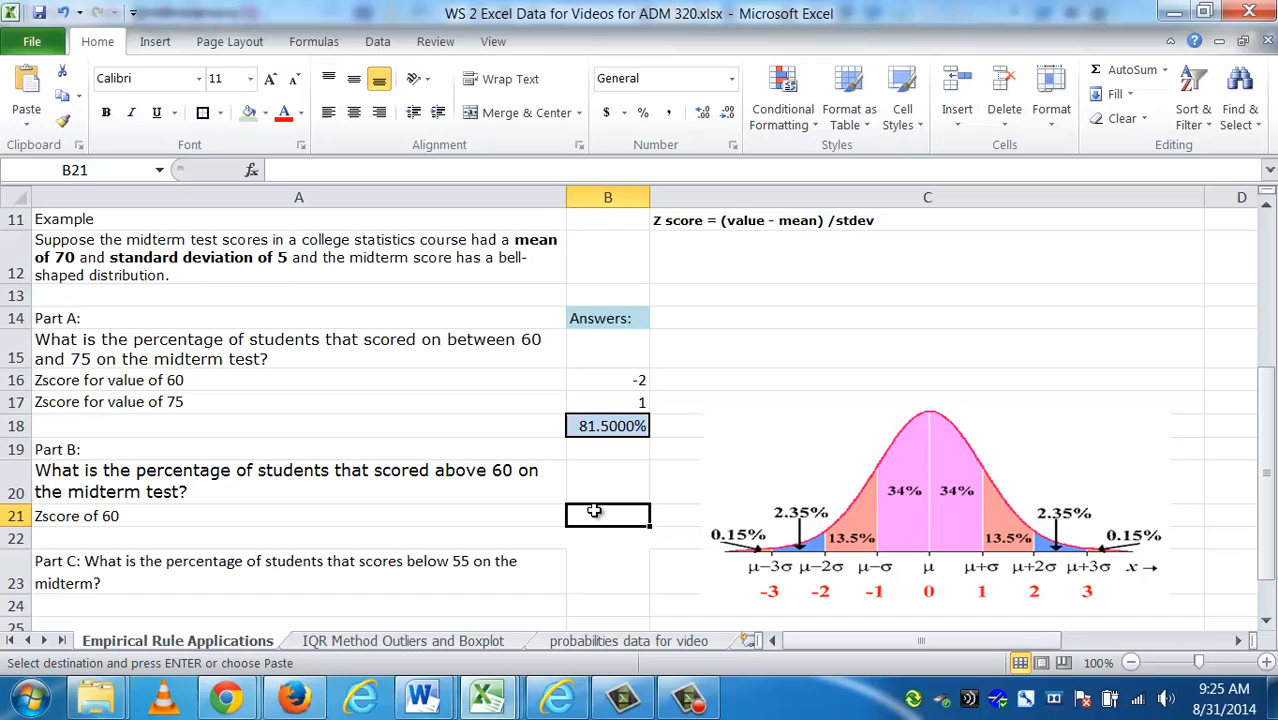 WS 2 Excel Data for Videos for ADM 320.xlsx - Microsoft Excel
File Home Insert Page Layout Formulas Data Review View
Calibri 11 Wrap Text General AutoSum
Fill
Paste Merge & Center $ % , Conditional Formatting Format as Table Cell Styles Insert Delete Format Clear Sort & Filter Find & Select
Clipboard Font Alignment Number Styles Cells Editing
B21 fx
A B C D
11 Example Z score = (value - mean) /stdev
Suppose the midterm test scores in a college statistics course had a mean
of 70 and standard deviation of 5 and the midterm score has a bell-
12 shaped distribution.
13
14 Part A: Answers:
What is the percentage of students that scored on between 60
15 and 75 on the midterm test?
16 Zscore for value of 60 -2
17 Zscore for value of 75 1
18 81.5000%
19 Part B:
What is the percentage of students that scored above 60 on
20 the midterm test?
21 Zscore of 60
22
Part C: What is the percentage of students that scores below 55 on the
23 midterm?
24
25
34% 34%
2.35% 2.35%
0.15% 13.5% 13.5% 0.15%
μ−3σ μ−2σ μ−σ μ μ+σ μ+2σ μ+3σ x →
-3 -2 -1 0 1 2 3
Empirical Rule Applications IQR Method Outliers and Boxplot probabilities data for video
Select destination and press ENTER or choose Paste 100%
9:25 AM
8/31/2014